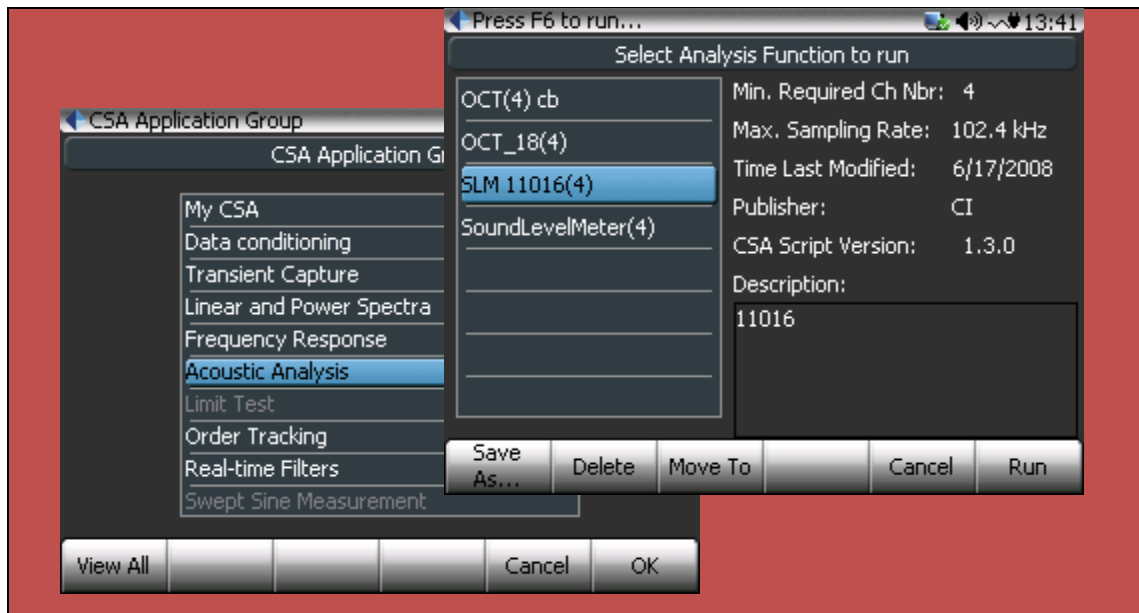 CSA Application Group
CSA Application G
My CSA
Data conditioning
Transient Capture
Linear and Power Spectra
Frequency Response
Acoustic Analysis
Limit Test
Order Tracking
Real-time Filters
Swept Sine Measurement
View All
Cancel
OK
Press F6 to run...
13:41
Select Analysis Function to run
OCT(4) cb
OCT_18(4)
SLM 11016(4)
SoundLevelMeter(4)
Min. Required Ch Nbr: 4
Max. Sampling Rate: 102.4 kHz
Time Last Modified: 6/17/2008
Publisher: CI
CSA Script Version: 1.3.0
Description:
11016
Save As...
Delete
Move To
Cancel
Run